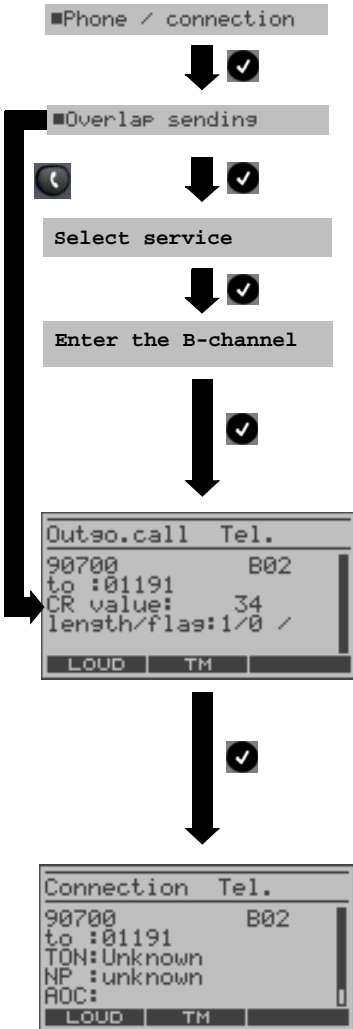 ■Phone / connection
■Overlap sending
Select service
Enter the B-channel
Outgo.call Tel.
90700 B02
to :01191
CR value: 34
length/flag:1/0 /
LOUD TM
Connection Tel.
90700 B02
to :01191
TON:Unknown
NP :unknown
AOC:
LOUD TM